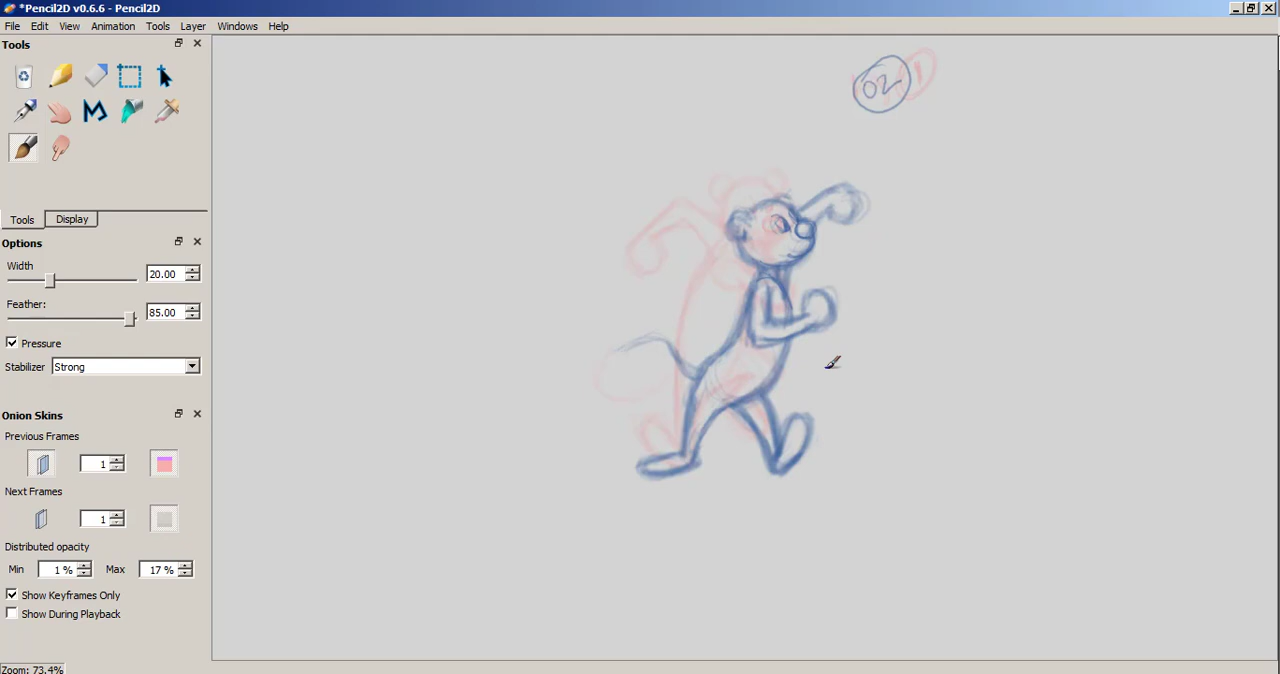 *Pencil2D v0.6.6 - Pencil2D
File Edit View Animation Tools Layer Windows Help
Tools
02 1
Tools Display
Options
Width
20.00
Feather:
85.00
Pressure
Stabilizer Strong
Onion Skins
Previous Frames
1
Next Frames
1
Distributed opacity
Min 1 % Max 17 %
Show Keyframes Only
Show During Playback
Zoom: 73.4%